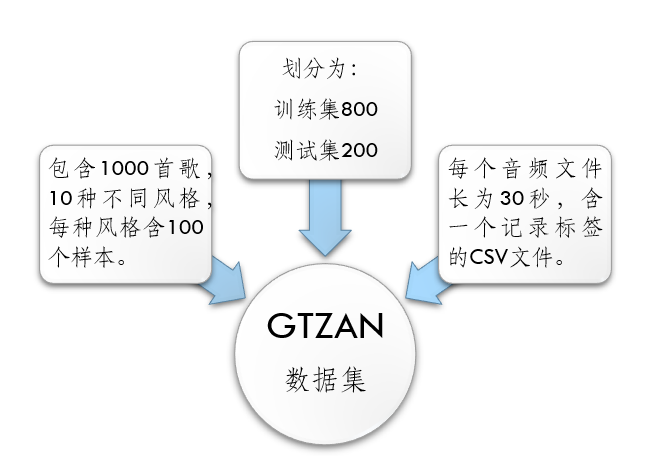 划分为：
训练集800
测试集200
包含1000首歌，
10种不同风格，
每种风格含100
个样本。
每个音频文件
长为30秒，含
一个记录标签
的CSV文件。
GTZAN
数据集